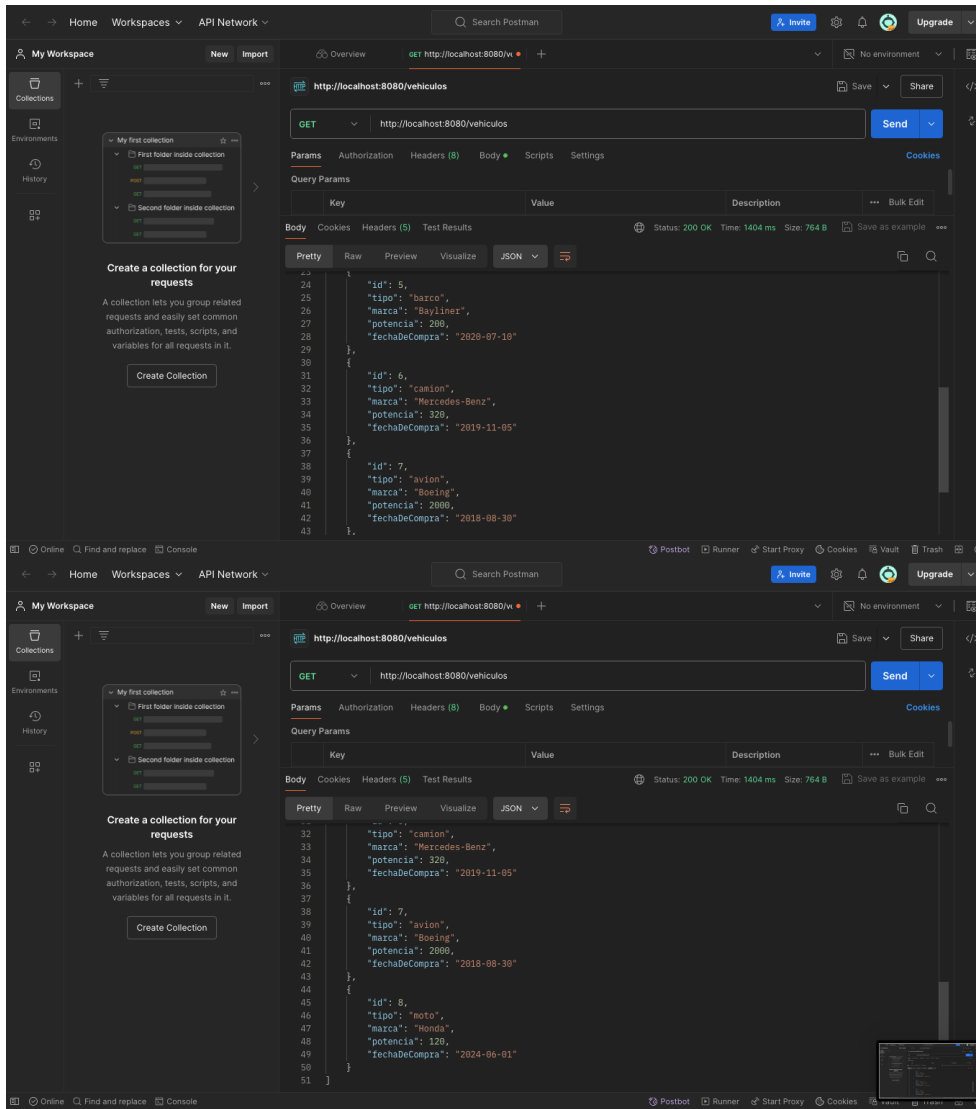 Home Workspaces API Network Search Postman Invite Upgrade
My Workspace New Import Overview GET http://localhost:8080/ve No environment
Collections
Environments
History
My first collection
First folder inside collection
GET
POST
GET
Second folder inside collection
GET
GET
Create a collection for your
requests
A collection lets you group related
requests and easily set common
authorization, tests, scripts, and
variables for all requests in it.
Create Collection
HTTP http://localhost:8080/vehiculos Save Share
GET http://localhost:8080/vehiculos Send
Params Authorization Headers (8) Body Scripts Settings Cookies
Query Params
Key Value Description Bulk Edit
Body Cookies Headers (5) Test Results Status: 200 OK Time: 1404 ms Size: 764 B Save as example
Pretty Raw Preview Visualize JSON
23 {
24 "id": 5,
25 "tipo": "barco",
26 "marca": "Bayliner",
27 "potencia": 200,
28 "fechaDeCompra": "2020-07-10"
29 },
30 {
31 "id": 6,
32 "tipo": "camion",
33 "marca": "Mercedes-Benz",
34 "potencia": 320,
35 "fechaDeCompra": "2019-11-05"
36 },
37 {
38 "id": 7,
39 "tipo": "avion",
40 "marca": "Boeing",
41 "potencia": 2000,
42 "fechaDeCompra": "2018-08-30"
43 },
Online Find and replace Console Postbot Runner Start Proxy Cookies Vault Trash
Home Workspaces API Network Search Postman Invite Upgrade
My Workspace New Import Overview GET http://localhost:8080/ve No environment
Collections
Environments
History
My first collection
First folder inside collection
GET
POST
GET
Second folder inside collection
GET
GET
Create a collection for your
requests
A collection lets you group related
requests and easily set common
authorization, tests, scripts, and
variables for all requests in it.
Create Collection
HTTP http://localhost:8080/vehiculos Save Share
GET http://localhost:8080/vehiculos Send
Params Authorization Headers (8) Body Scripts Settings Cookies
Query Params
Key Value Description Bulk Edit
Body Cookies Headers (5) Test Results Status: 200 OK Time: 1404 ms Size: 764 B Save as example
Pretty Raw Preview Visualize JSON
32 "tipo": "camion",
33 "marca": "Mercedes-Benz",
34 "potencia": 320,
35 "fechaDeCompra": "2019-11-05"
36 },
37 {
38 "id": 7,
39 "tipo": "avion",
40 "marca": "Boeing",
41 "potencia": 2000,
42 "fechaDeCompra": "2018-08-30"
43 },
44 {
45 "id": 8,
46 "tipo": "moto",
47 "marca": "Honda",
48 "potencia": 120,
49 "fechaDeCompra": "2024-06-01"
50 }
51 ]
Online Find and replace Console Postbot Runner Start Proxy Cookies